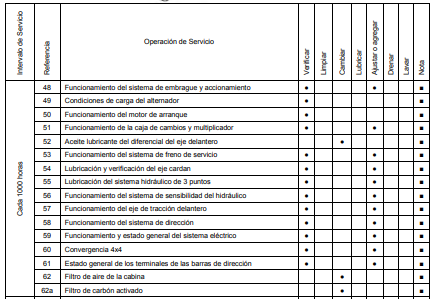 Intervalo de Servicio Referencia Operación de Servicio Verificar Limpiar Cambiar Lubricar Ajustar o agregar Drenar Lavar Nota
Cada 1000 horas
48 Funcionamiento del sistema de embrague y accionamiento ● ● ■
49 Condiciones de carga del alternador ● ■
50 Funcionamiento del motor de arranque ● ■
51 Funcionamiento de la caja de cambios y multiplicador ● ● ■
52 Aceite lubricante del diferencial del eje delantero ● ■
53 Funcionamiento del sistema de freno de servicio ● ● ■
54 Lubricación y verificación del eje cardan ● ● ■
55 Lubricación del sistema hidráulico de 3 puntos ● ● ■
56 Funcionamiento del sistema de sensibilidad del hidráulico ● ● ■
57 Funcionamiento del eje de tracción delantero ● ● ■
58 Funcionamiento del sistema de dirección ● ● ■
59 Funcionamiento y estado general del sistema eléctrico ● ● ■
60 Convergencia 4x4 ● ● ■
61 Estado general de los terminales de las barras de dirección ● ● ■
62 Filtro de aire de la cabina ● ■
62a Filtro de carbón activado ● ■